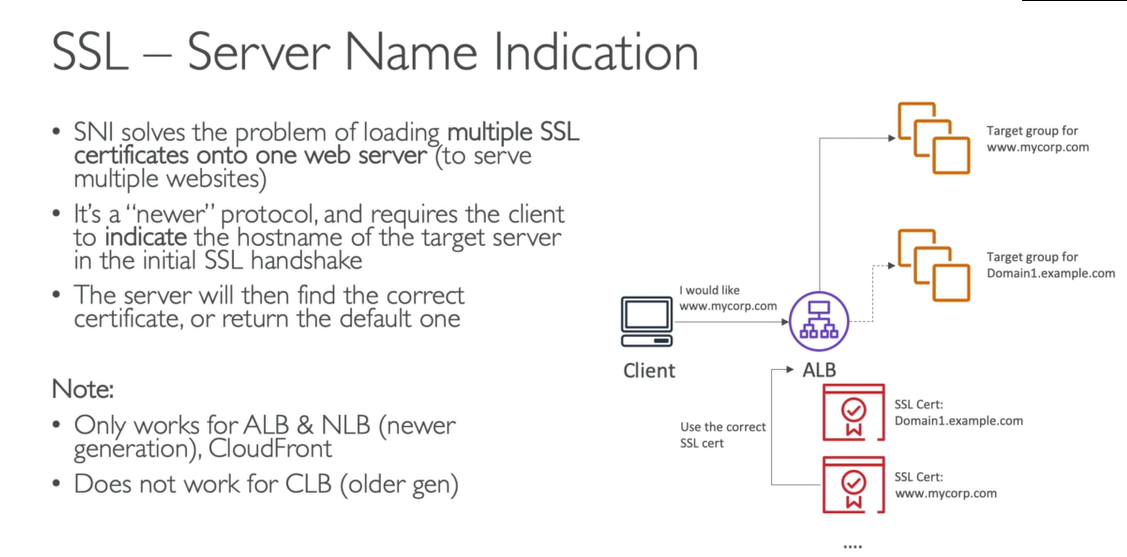 SSL – Server Name Indication
• SNI solves the problem of loading multiple SSL
certificates onto one web server (to serve
multiple websites)
• It's a “newer” protocol, and requires the client
to indicate the hostname of the target server
in the initial SSL handshake
• The server will then find the correct
certificate, or return the default one
Note:
• Only works for ALB & NLB (newer
generation), CloudFront
• Does not work for CLB (older gen)
Target group for
www.mycorp.com
Target group for
Domain1.example.com
I would like
www.mycorp.com
Client
ALB
Use the correct
SSL cert
SSL Cert:
Domain1.example.com
SSL Cert:
www.mycorp.com
....